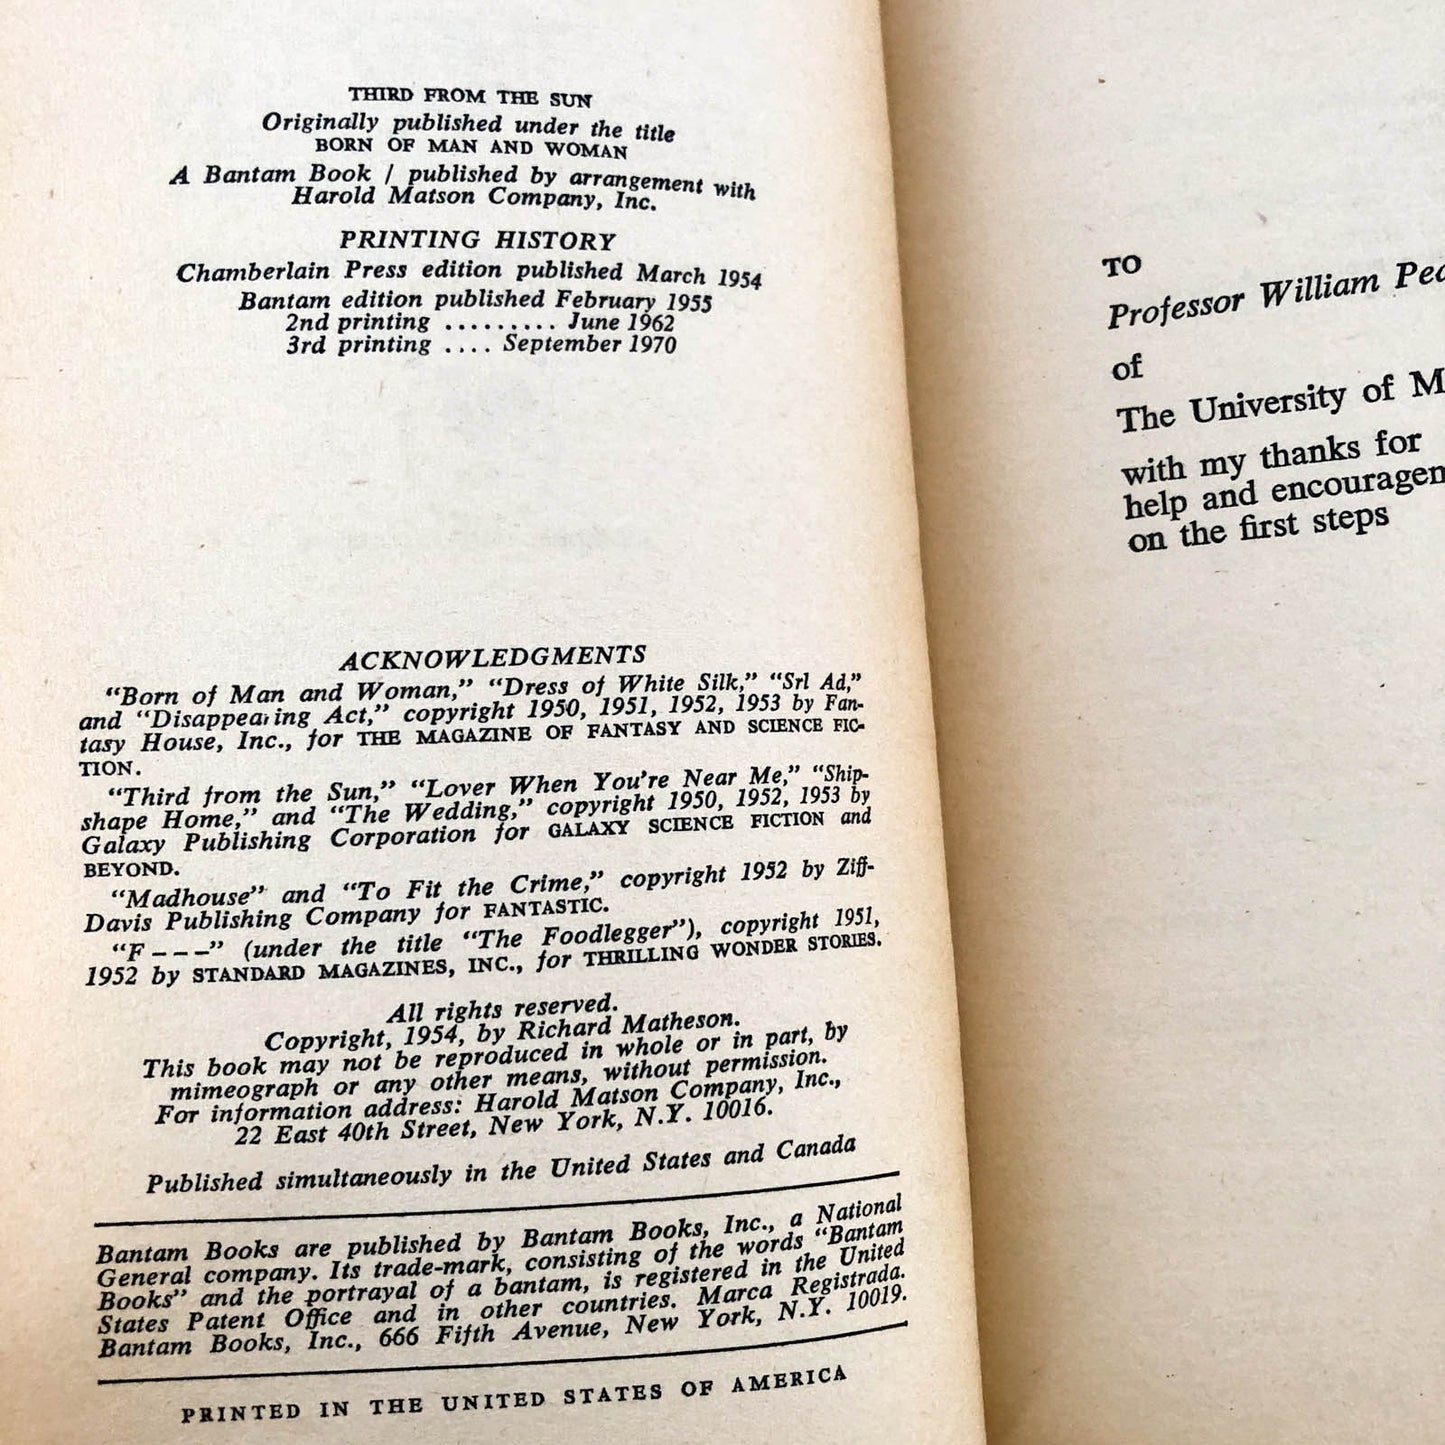 THIRD FROM THE SUN
Originally published under the title
BORN OF MAN AND WOMAN
A Bantam Book / published by arrangement with
Harold Matson Company, Inc.
PRINTING HISTORY
Chamberlain Press edition published March 1954
Bantam edition published February 1955
2nd printing ......... June 1962
3rd printing .... September 1970
ACKNOWLEDGMENTS
"Born of Man and Woman," "Dress of White Silk," "Srl Ad,"
and "Disappearing Act," copyright 1950, 1951, 1952, 1953 by Fan-
tasy House, Inc., for THE MAGAZINE OF FANTASY AND SCIENCE FIC-
TION.
"Third from the Sun," "Lover When You're Near Me," "Ship-
shape Home," and "The Wedding," copyright 1950, 1952, 1953 by
Galaxy Publishing Corporation for GALAXY SCIENCE FICTION and
BEYOND.
"Madhouse" and "To Fit the Crime," copyright 1952 by Ziff-
Davis Publishing Company for FANTASTIC.
"F – – –" (under the title "The Foodlegger"), copyright 1951,
1952 by STANDARD MAGAZINES, INC., for THRILLING WONDER STORIES.
All rights reserved.
Copyright, 1954, by Richard Matheson.
This book may not be reproduced in whole or in part, by
mimeograph or any other means, without permission.
For information address: Harold Matson Company, Inc.,
22 East 40th Street, New York, N.Y. 10016.
Published simultaneously in the United States and Canada
Bantam Books are published by Bantam Books, Inc., a National
General company. Its trade-mark, consisting of the words "Bantam
Books" and the portrayal of a bantam, is registered in the United
States Patent Office and in other countries. Marca Registrada.
Bantam Books, Inc., 666 Fifth Avenue, New York, N.Y. 10019.
PRINTED IN THE UNITED STATES OF AMERICA
TO
Professor William
of
The University of
with my thanks for
help and
on the first steps